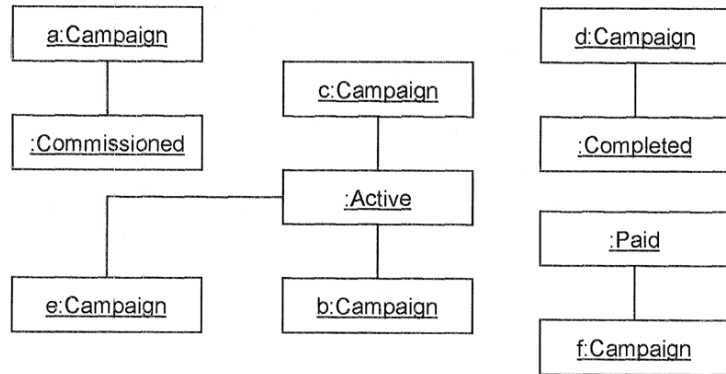 a:Campaign
d:Campaign
c:Campaign
:Commissioned
:Completed
:Active
:Paid
e:Campaign
b:Campaign
f:Campaign